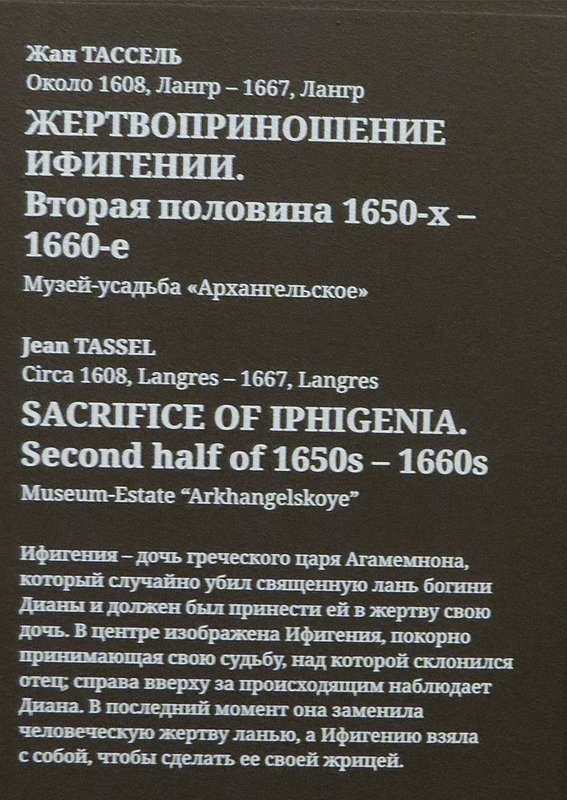 Жан ТАССЕЛЬ
Около 1608, Лангр – 1667, Лангр
ЖЕРТВОПРИНОШЕНИЕ
ИФИГЕНИИ.
Вторая половина 1650-х –
1660-е
Музей-усадьба «Архангельское»
Jean TASSEL
Circa 1608, Langres – 1667, Langres
SACRIFICE OF IPHIGENIA.
Second half of 1650s – 1660s
Museum-Estate “Arkhangelskoye”
Ифигения – дочь греческого царя Агамемнона,
который случайно убил священную лань богини
Дианы и должен был принести ей в жертву свою
дочь. В центре изображена Ифигения, покорно
принимающая свою судьбу, над которой склонился
отец; справа вверху за происходящим наблюдает
Диана. В последний момент она заменила
человеческую жертву ланью, а Ифигению взяла
с собой, чтобы сделать ее своей жрицей.